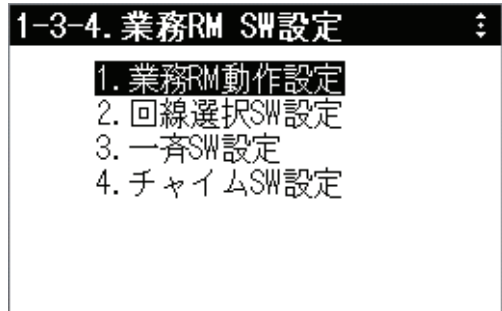 1-3-4.業務RM SW設定
1.業務RM動作設定
2.回線選択SW設定
3.一斉SW設定
4.チャイムSW設定